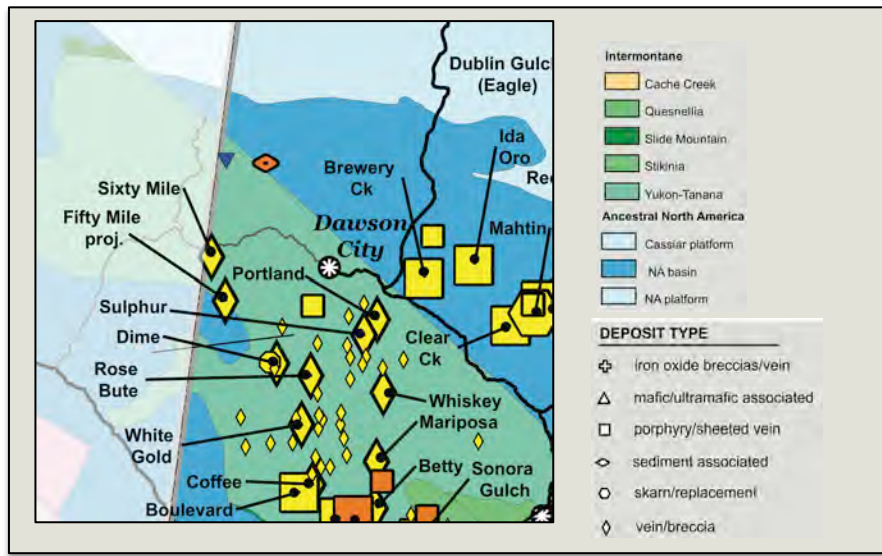 Dublin Gulch
(Eagle)
Ida
Oro
Brewery
Ck
Rec
Sixty Mile
Fifty Mile
proj.
Dawson
City
Mahtin
Portland
Sulphur
Dime
Clear
Ck
Rose
Bute
Whiskey
Mariposa
White
Gold
Coffee
Betty
Sonora
Gulch
Boulevard
Intermontane
Cache Creek
Quesnellia
Slide Mountain
Stikinia
Yukon-Tanana
Ancestral North America
Cassiar platform
NA basin
NA platform
DEPOSIT TYPE
iron oxide breccias/vein
mafic/ultramafic associated
porphyry/sheeted vein
sediment associated
skarn/replacement
vein/breccia